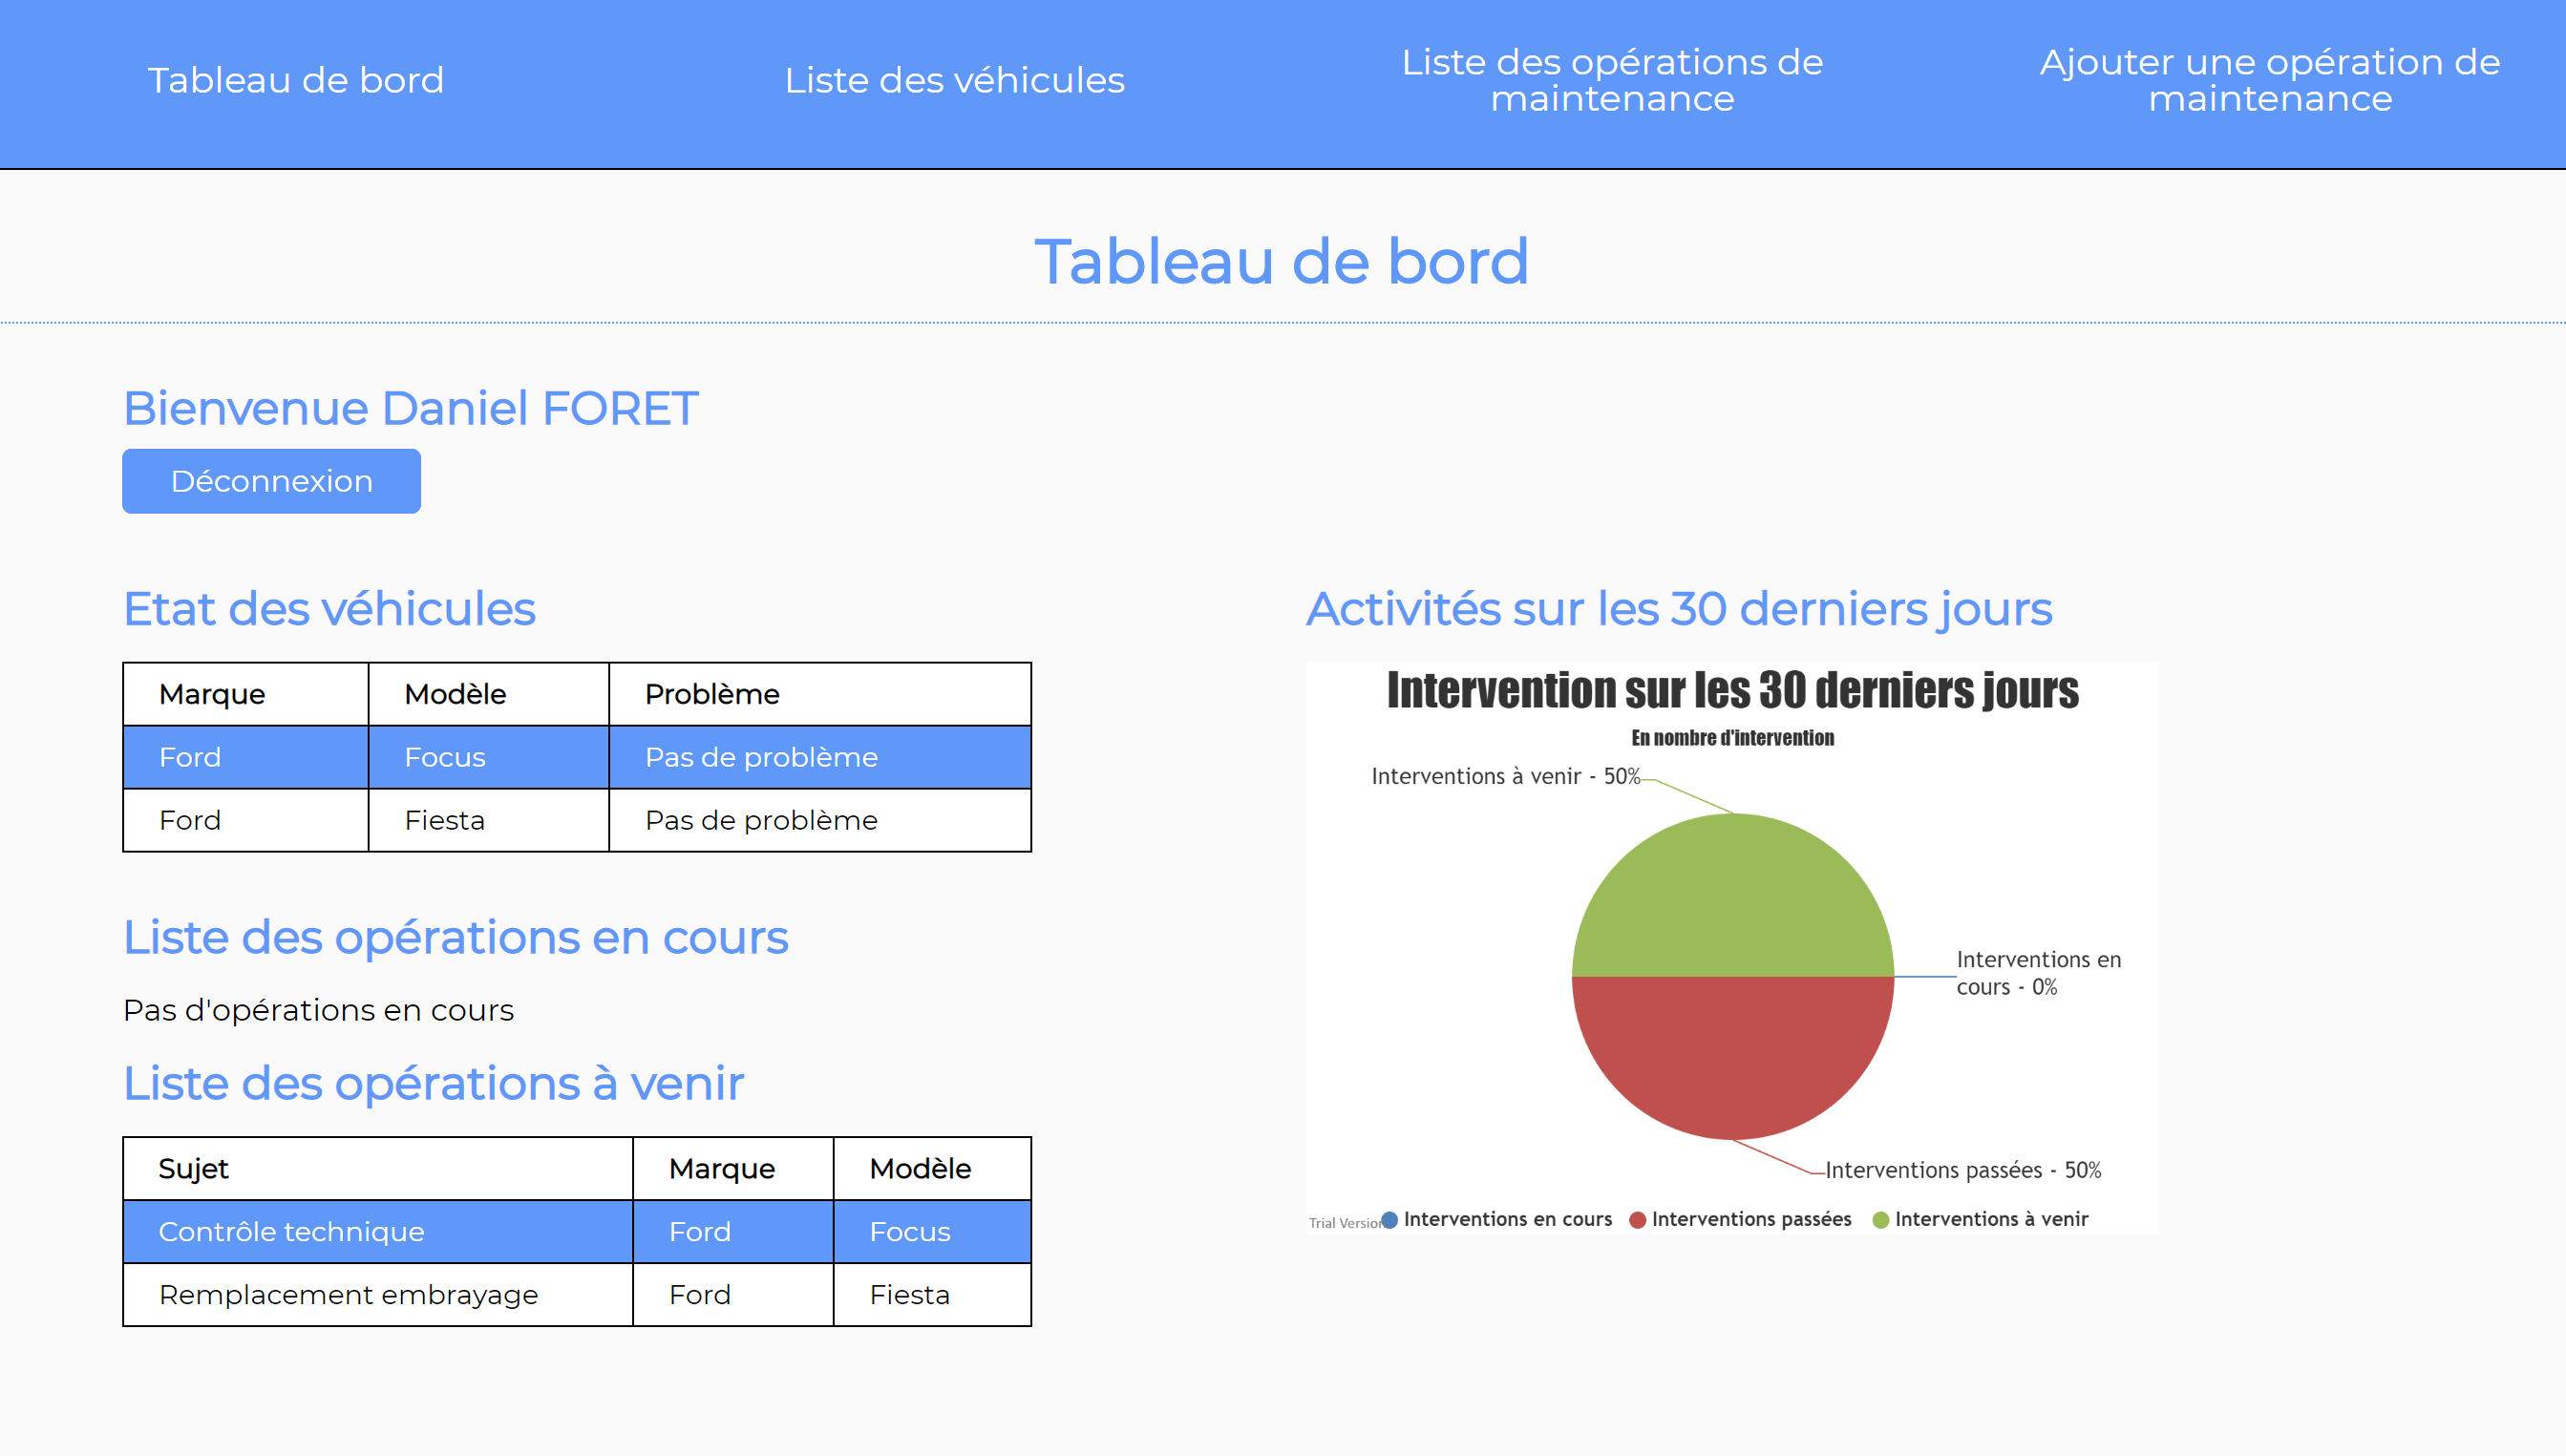 Tableau de bord
Liste des véhicules
Liste des opérations de
maintenance
Ajouter une opération de
maintenance
Tableau de bord
Bienvenue Daniel FORET
Déconnexion
Etat des véhicules
Marque Modèle Problème
Ford Focus Pas de problème
Ford Fiesta Pas de problème
Liste des opérations en cours
Pas d'opérations en cours
Liste des opérations à venir
Sujet Marque Modèle
Contrôle technique Ford Focus
Remplacement embrayage Ford Fiesta
Activités sur les 30 derniers jours
Intervention sur les 30 derniers jours
En nombre d'intervention
Interventions à venir - 50%
Interventions en
cours - 0%
Interventions passées - 50%
Trial Version
Interventions en cours Interventions passées Interventions à venir